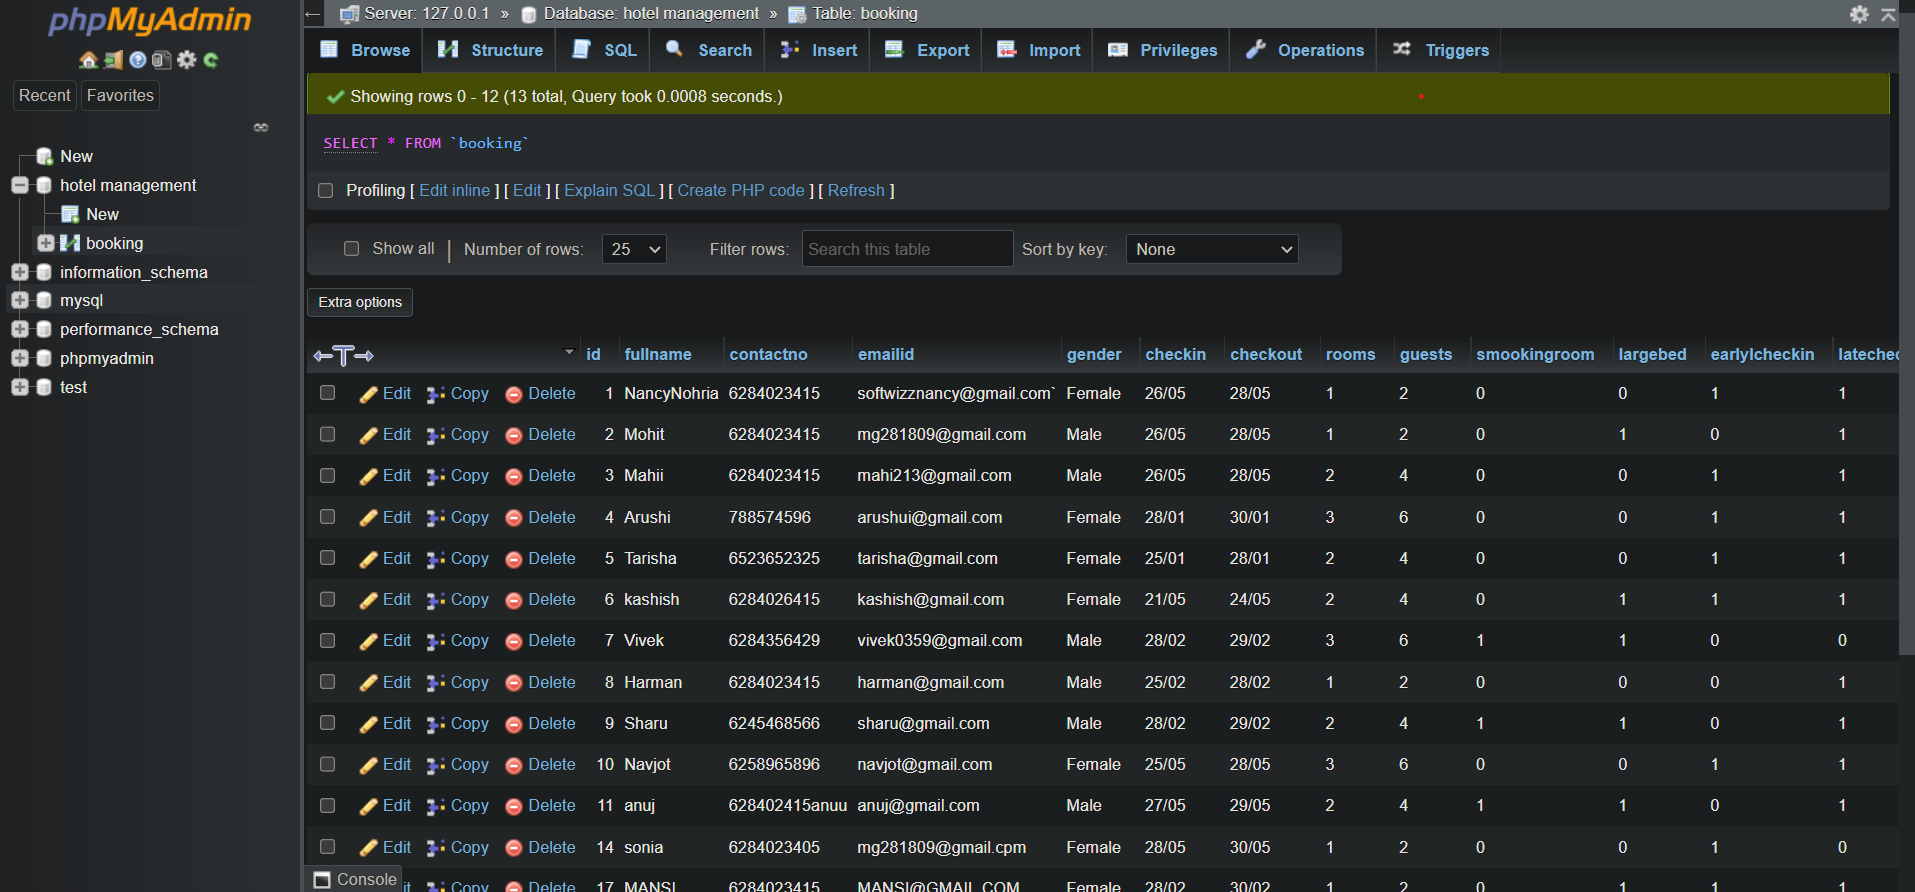 phpMyAdmin
Recent Favorites
New
hotel management
New
booking
information_schema
mysql
performance_schema
phpmyadmin
test
Server: 127.0.0.1 » Database: hotel management » Table: booking
Browse Structure SQL Search Insert Export Import Privileges Operations Triggers
Showing rows 0 - 12 (13 total, Query took 0.0008 seconds.)
SELECT * FROM `booking`
Profiling [ Edit inline ] [ Edit ] [ Explain SQL ] [ Create PHP code ] [ Refresh ]
Show all | Number of rows: 25 Filter rows: Search this table Sort by key: None
Extra options
id fullname contactno emailid gender checkin checkout rooms guests smookingroom largebed earlylcheckin latechec
Edit Copy Delete 1 NancyNohria 6284023415 softwizznancy@gmail.com` Female 26/05 28/05 1 2 0 0 1 1
Edit Copy Delete 2 Mohit 6284023415 mg281809@gmail.com Male 26/05 28/05 1 2 0 1 0 1
Edit Copy Delete 3 Mahii 6284023415 mahi213@gmail.com Male 26/05 28/05 2 4 0 0 1 1
Edit Copy Delete 4 Arushi 788574596 arushui@gmail.com Female 28/01 30/01 3 6 0 0 1 1
Edit Copy Delete 5 Tarisha 6523652325 tarisha@gmail.com Female 25/01 28/01 2 4 0 0 1 1
Edit Copy Delete 6 kashish 6284026415 kashish@gmail.com Female 21/05 24/05 2 4 0 1 1 1
Edit Copy Delete 7 Vivek 6284356429 vivek0359@gmail.com Male 28/02 29/02 3 6 1 1 0 0
Edit Copy Delete 8 Harman 6284023415 harman@gmail.com Male 25/02 28/02 1 2 0 0 0 1
Edit Copy Delete 9 Sharu 6245468566 sharu@gmail.com Male 28/02 29/02 2 4 1 1 0 1
Edit Copy Delete 10 Navjot 6258965896 navjot@gmail.com Female 25/05 28/05 3 6 0 0 1 1
Edit Copy Delete 11 anuj 628402415anuu anuj@gmail.com Male 27/05 29/05 2 4 1 1 0 1
Edit Copy Delete 14 sonia 6284023405 mg281809@gmail.cpm Female 28/05 30/05 1 2 0 0 1 0
Console it Copy Delete 17 MANSI 6284023415 MANSI@GMAIL.COM Female 28/02 30/02 1 2 0 0 0 1